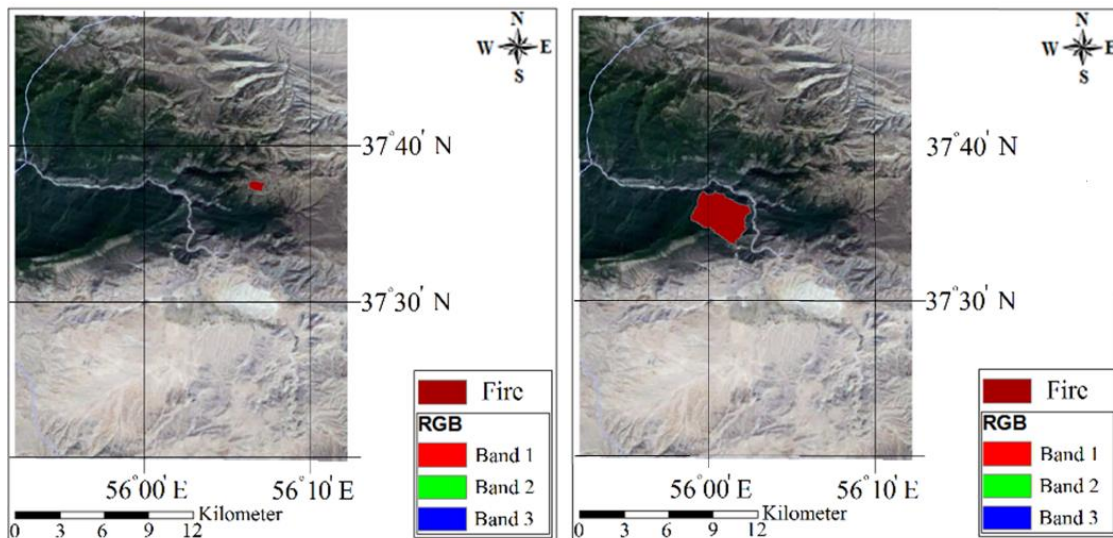 N
W E
S
37°40' N
37°30' N
56°00' E 56°10' E
Fire
RGB
Band 1
Band 2
Band 3
Kilometer
0 3 6 9 12
N
W E
S
37°40' N
37°30' N
56°00' E 56°10' E
Fire
RGB
Band 1
Band 2
Band 3
Kilometer
0 3 6 9 12